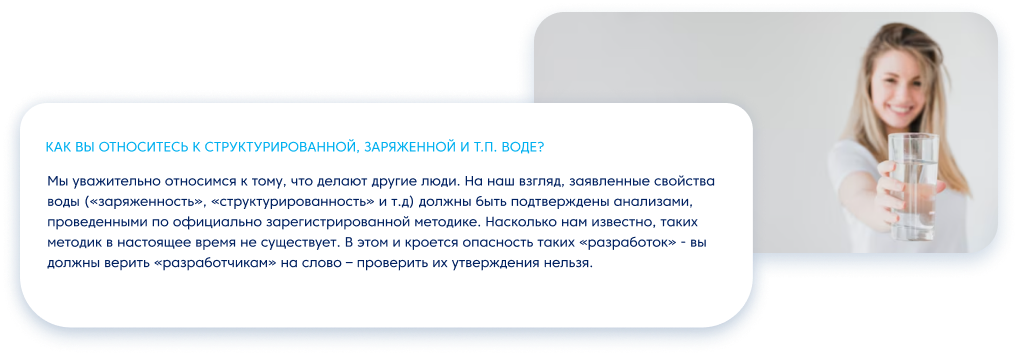 КАК ВЫ ОТНОСИТЕСЬ К СТРУКТУРИРОВАННОЙ, ЗАРЯЖЕННОЙ И Т.П. ВОДЕ?
Мы уважительно относимся к тому, что делают другие люди. На наш взгляд, заявленные свойства
воды («заряженность», «структурированность» и т.д) должны быть подтверждены анализами,
проведенными по официально зарегистрированной методике. Насколько нам известно, таких
методик в настоящее время не существует. В этом и кроется опасность таких «разработок» - вы
должны верить «разработчикам» на слово – проверить их утверждения нельзя.